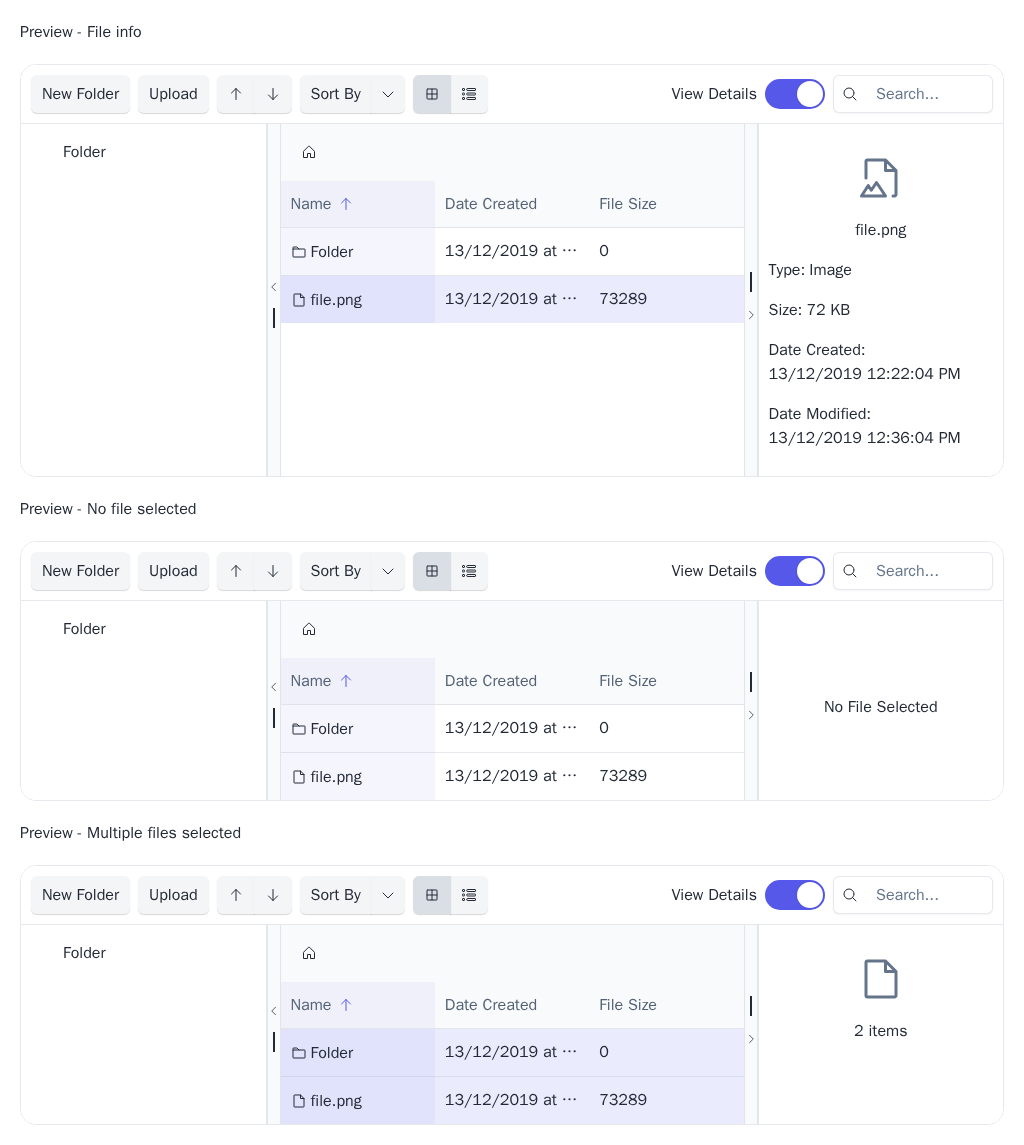 Preview - File info
New Folder Upload Sort By View Details Search...
Folder
Name Date Created File Size
Folder 13/12/2019 at ··· 0
file.png 13/12/2019 at ··· 73289
file.png
Type: Image
Size: 72 KB
Date Created:
13/12/2019 12:22:04 PM
Date Modified:
13/12/2019 12:36:04 PM
Preview - No file selected
New Folder Upload Sort By View Details Search...
Folder
Name Date Created File Size
Folder 13/12/2019 at ··· 0
file.png 13/12/2019 at ··· 73289
No File Selected
Preview - Multiple files selected
New Folder Upload Sort By View Details Search...
Folder
Name Date Created File Size
Folder 13/12/2019 at ··· 0
file.png 13/12/2019 at ··· 73289
2 items